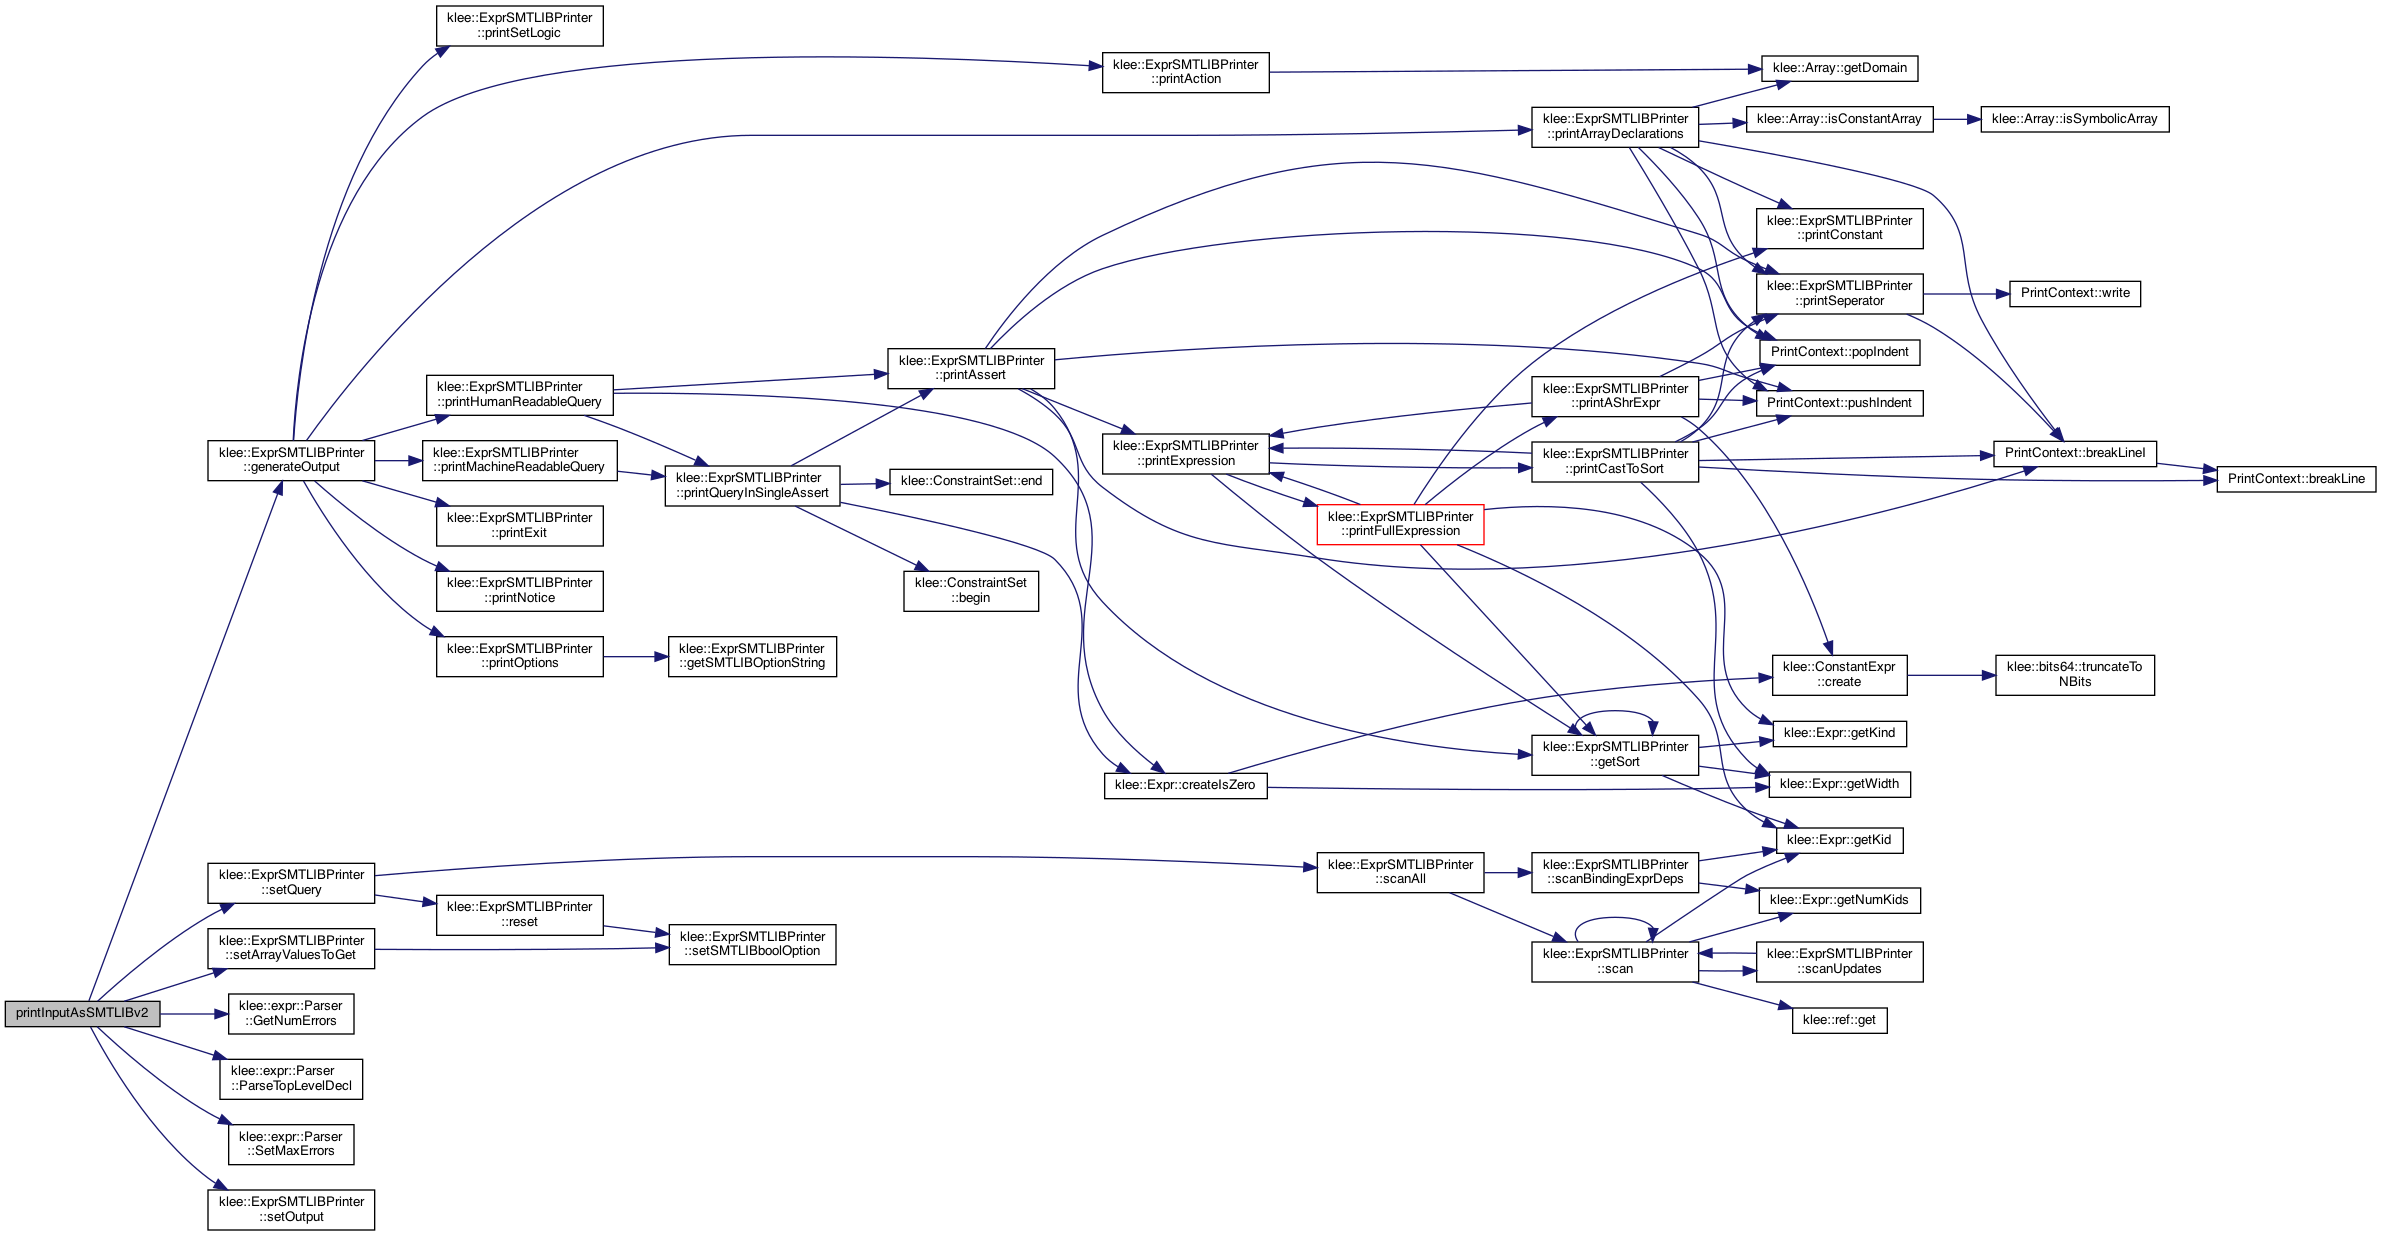 klee::ExprSMTLIBPrinter
::printSetLogic
klee::ExprSMTLIBPrinter
::printAction
klee::Array::getDomain
klee::ExprSMTLIBPrinter
::printArrayDeclarations
klee::Array::isConstantArray
klee::Array::isSymbolicArray
klee::ExprSMTLIBPrinter
::printConstant
klee::ExprSMTLIBPrinter
::printSeperator
PrintContext::write
PrintContext::popIndent
klee::ExprSMTLIBPrinter
::printAssert
klee::ExprSMTLIBPrinter
::printHumanReadableQuery
klee::ExprSMTLIBPrinter
::printAShrExpr
PrintContext::pushIndent
klee::ExprSMTLIBPrinter
::generateOutput
klee::ExprSMTLIBPrinter
::printMachineReadableQuery
klee::ExprSMTLIBPrinter
::printExpression
klee::ExprSMTLIBPrinter
::printCastToSort
PrintContext::breakLineI
PrintContext::breakLine
klee::ExprSMTLIBPrinter
::printQueryInSingleAssert
klee::ConstraintSet::end
klee::ExprSMTLIBPrinter
::printExit
klee::ExprSMTLIBPrinter
::printFullExpression
klee::ExprSMTLIBPrinter
::printNotice
klee::ConstraintSet
::begin
klee::ExprSMTLIBPrinter
::printOptions
klee::ExprSMTLIBPrinter
::getSMTLIBOptionString
klee::ConstantExpr
::create
klee::bits64::truncateTo
NBits
klee::Expr::getKind
klee::ExprSMTLIBPrinter
::getSort
klee::Expr::createIsZero
klee::Expr::getWidth
klee::Expr::getKid
klee::ExprSMTLIBPrinter
::setQuery
klee::ExprSMTLIBPrinter
::scanAll
klee::ExprSMTLIBPrinter
::scanBindingExprDeps
klee::Expr::getNumKids
klee::ExprSMTLIBPrinter
::reset
klee::ExprSMTLIBPrinter
::setArrayValuesToGet
klee::ExprSMTLIBPrinter
::setSMTLIBboolOption
klee::ExprSMTLIBPrinter
::scan
klee::ExprSMTLIBPrinter
::scanUpdates
printInputAsSMTLIBv2
klee::expr::Parser
::GetNumErrors
klee::ref::get
klee::expr::Parser
::ParseTopLevelDecl
klee::expr::Parser
::SetMaxErrors
klee::ExprSMTLIBPrinter
::setOutput